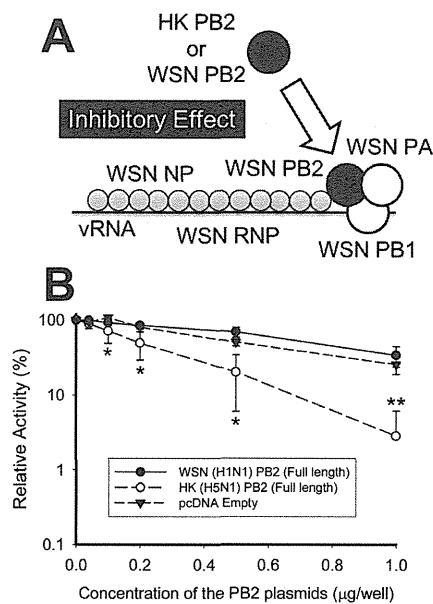 A
HK PB2
or
WSN PB2
Inhibitory Effect
WSN PA
WSN NP
WSN PB2
vRNA
WSN RNP
WSN PB1
B
Relative Activity (%)
100
10
1
0.1
*
*
*
**
WSN (H1N1) PB2 (Full length)
HK (H5N1) PB2 (Full length)
pcDNA Empty
0.0
0.2
0.4
0.6
0.8
1.0
Concentration of the PB2 plasmids (μg/well)